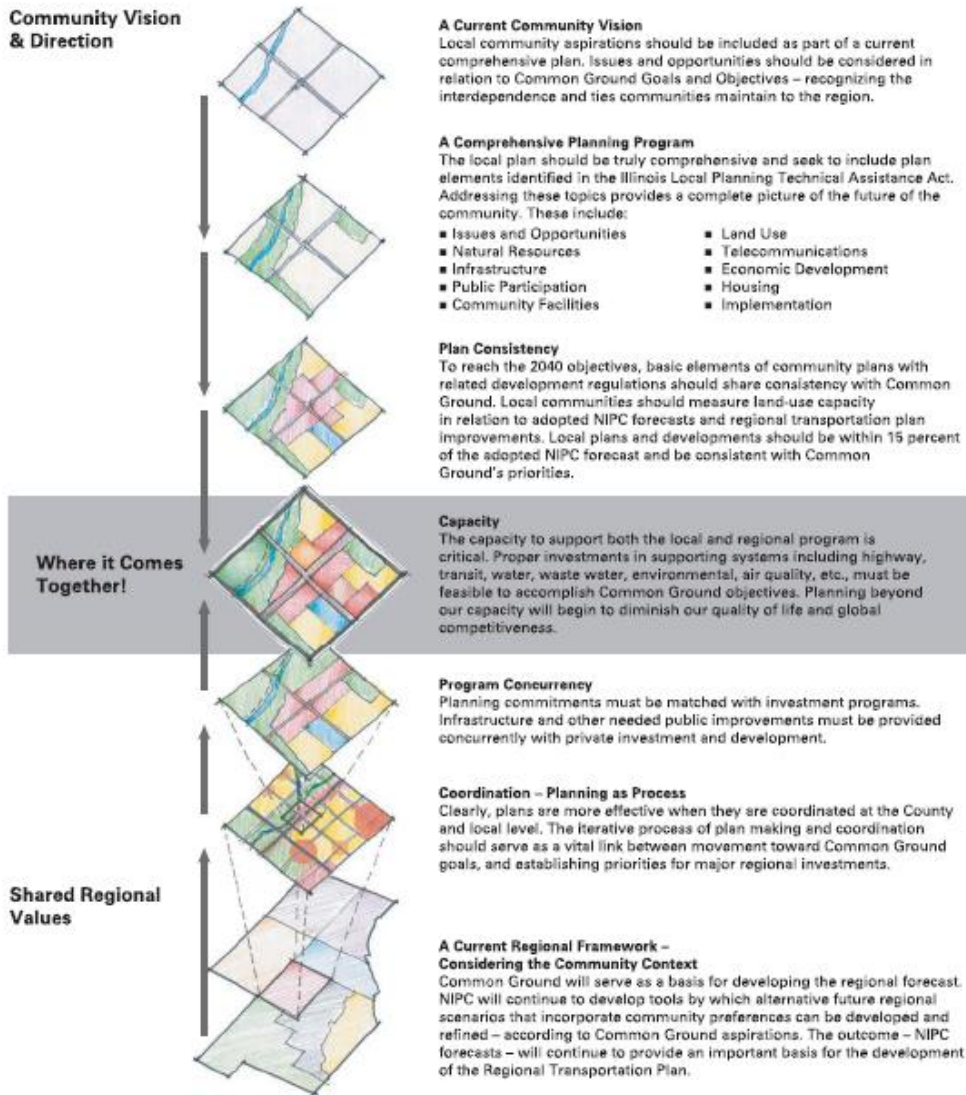 Community Vision
& Direction
A Current Community Vision
Local community aspirations should be included as part of a current
comprehensive plan. Issues and opportunities should be considered in
relation to Common Ground Goals and Objectives – recognizing the
interdependence and ties communities maintain to the region.
A Comprehensive Planning Program
The local plan should be truly comprehensive and seek to include plan
elements identified in the Illinois Local Planning Technical Assistance Act.
Addressing these topics provides a complete picture of the future of the
community. These include:
■ Issues and Opportunities
■ Natural Resources
■ Infrastructure
■ Public Participation
■ Community Facilities
■ Land Use
■ Telecommunications
■ Economic Development
■ Housing
■ Implementation
Plan Consistency
To reach the 2040 objectives, basic elements of community plans with
related development regulations should share consistency with Common
Ground. Local communities should measure land-use capacity
in relation to adopted NIPC forecasts and regional transportation plan
improvements. Local plans and developments should be within 15 percent
of the adopted NIPC forecast and be consistent with Common
Ground's priorities.
Where it Comes
Together!
Capacity
The capacity to support both the local and regional program is
critical. Proper investments in supporting systems including highway,
transit, water, waste water, environmental, air quality, etc., must be
feasible to accomplish Common Ground objectives. Planning beyond
our capacity will begin to diminish our quality of life and global
competitiveness.
Program Concurrency
Planning commitments must be matched with investment programs.
Infrastructure and other needed public improvements must be provided
concurrently with private investment and development.
Coordination – Planning as Process
Clearly, plans are more effective when they are coordinated at the County
and local level. The iterative process of plan making and coordination
should serve as a vital link between movement toward Common Ground
goals, and establishing priorities for major regional investments.
Shared Regional
Values
A Current Regional Framework –
Considering the Community Context
Common Ground will serve as a basis for developing the regional forecast.
NIPC will continue to develop tools by which alternative future regional
scenarios that incorporate community preferences can be developed and
refined – according to Common Ground aspirations. The outcome – NIPC
forecasts – will continue to provide an important basis for the development
of the Regional Transportation Plan.